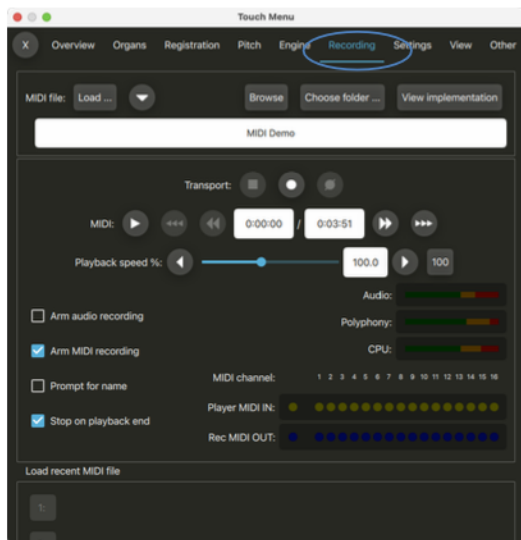 Touch Menu
X Overview Organs Registration Pitch Engine Recording Settings View Other
MIDI file: Load ... Browse Choose folder ... View implementation
MIDI Demo
Transport:
MIDI: 0:00:00 / 0:03:51
Playback speed %: 100.0 100
Audio:
Arm audio recording
Polyphony:
Arm MIDI recording
CPU:
Prompt for name
MIDI channel: 1 2 3 4 5 6 7 8 9 10 11 12 13 14 15 16
Player MIDI IN:
Stop on playback end
Rec MIDI OUT:
Load recent MIDI file
1: